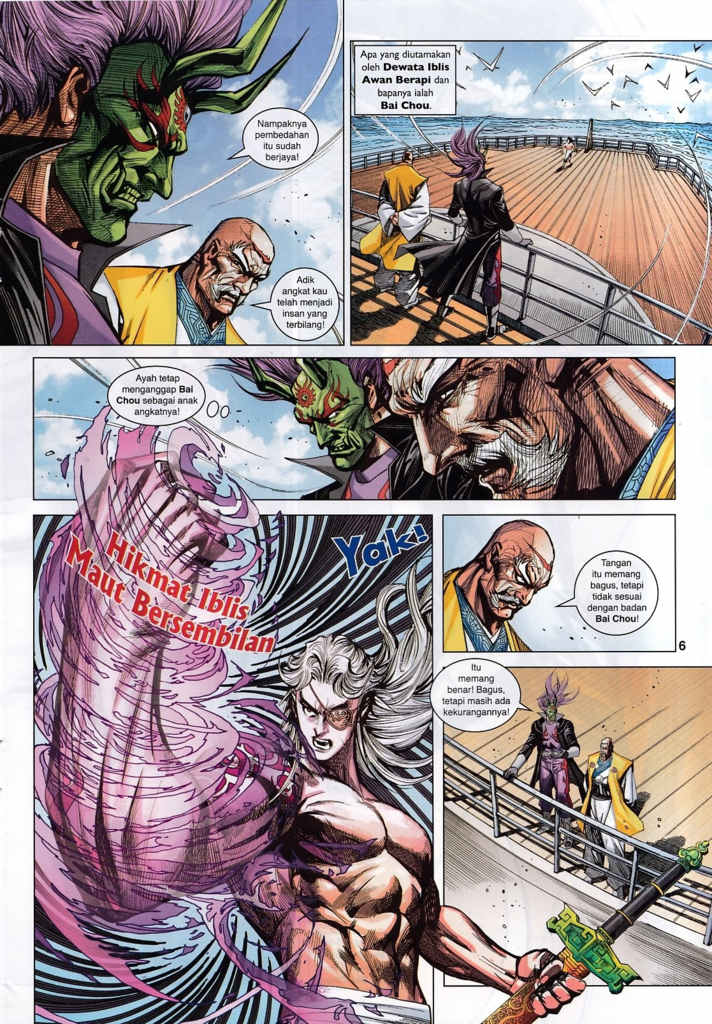 Nampaknya
pembedahan
itu sudah
berjaya!
Adik
angkat kau
telah menjadi
insan yang
terbilang!
Apa yang diutamakan
oleh Dewata Iblis
Awan Berapi dan
bapanya ialah
Bai Chou.
Ayah tetap
menganggap Bai
Chou sebagai anak
angkatnya!
Hikmat Iblis
Maut Bersembilan
Yak!
Tangan
itu memang
bagus, tetapi
tidak sesuai
dengan badan
Bai Chou!
6
Itu
memang
benar! Bagus,
tetapi masih ada
kekurangannya!